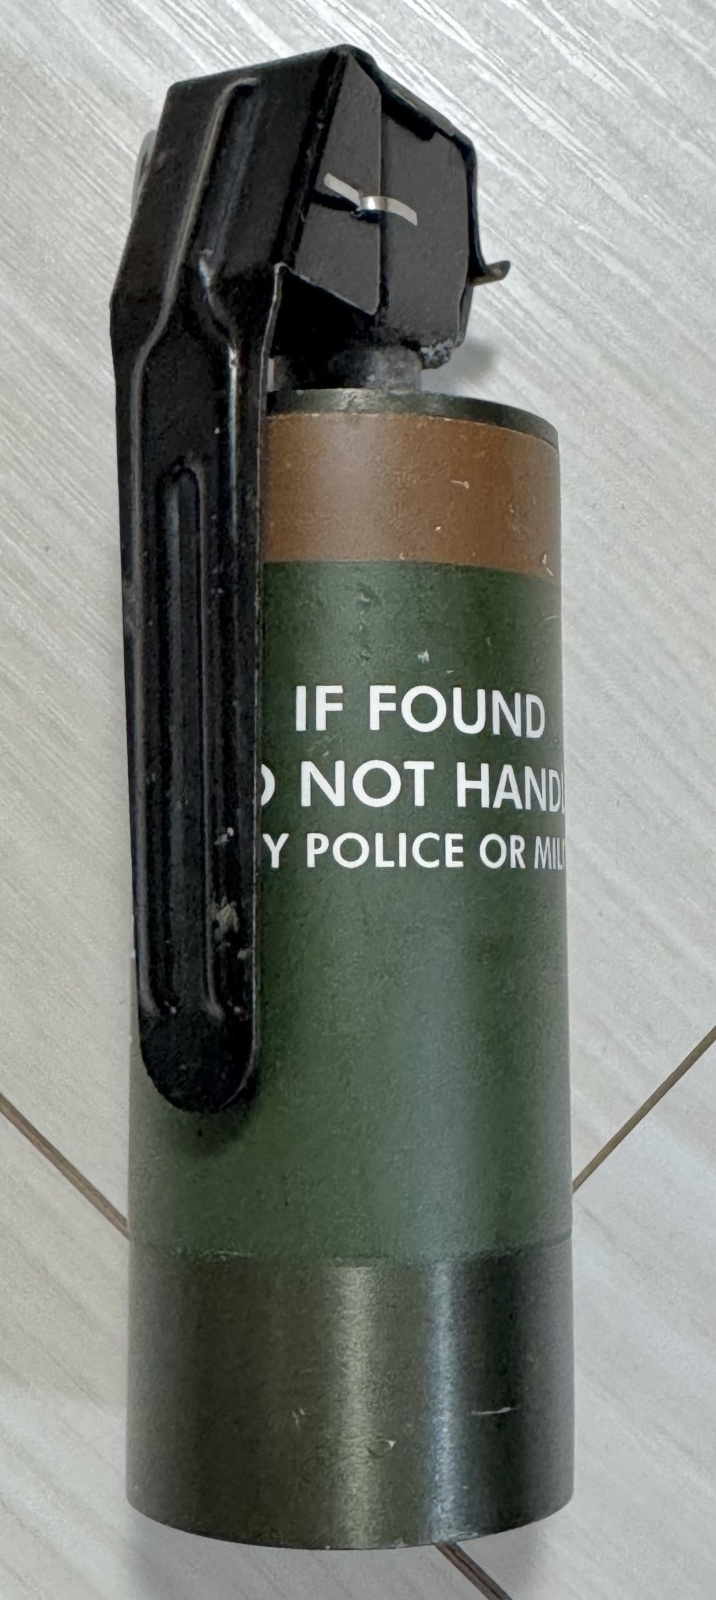 IF FOUND
NOT
POLICE OR